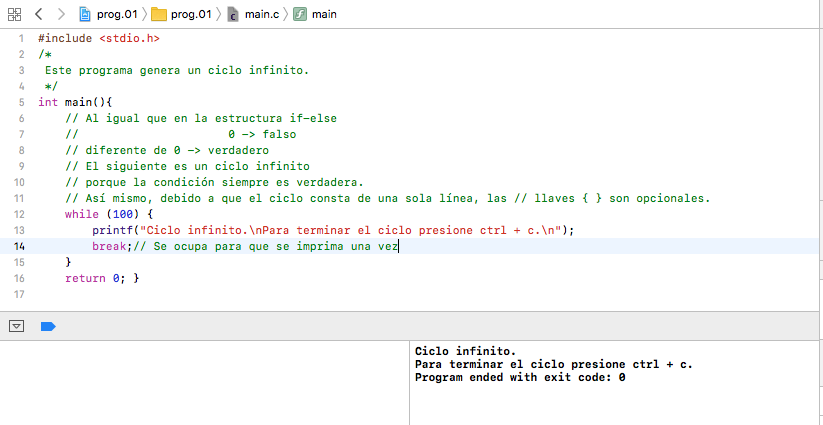 prog.01 prog.01 main.c main
1 #include <stdio.h>
2 /*
3 Este programa genera un ciclo infinito.
4 */
5 int main(){
6 // Al igual que en la estructura if-else
7 // 0 -> falso
8 // diferente de 0 -> verdadero
9 // El siguiente es un ciclo infinito
10 // porque la condición siempre es verdadera.
11 // Así mismo, debido a que el ciclo consta de una sola línea, las // llaves { } son opcionales.
12 while (100) {
13 printf("Ciclo infinito.\nPara terminar el ciclo presione ctrl + c.\n");
14 break;// Se ocupa para que se imprima una vez
15 }
16 return 0; }
17
Ciclo infinito.
Para terminar el ciclo presione ctrl + c.
Program ended with exit code: 0